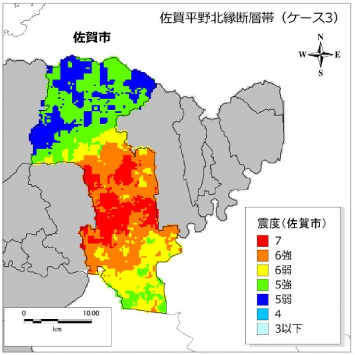 佐賀平野北縁断層帯（ケース3）
佐賀市
N
W E
S
震度（佐賀市）
7
6強
6弱
5強
5弱
4
3以下
0.00 10.00
km